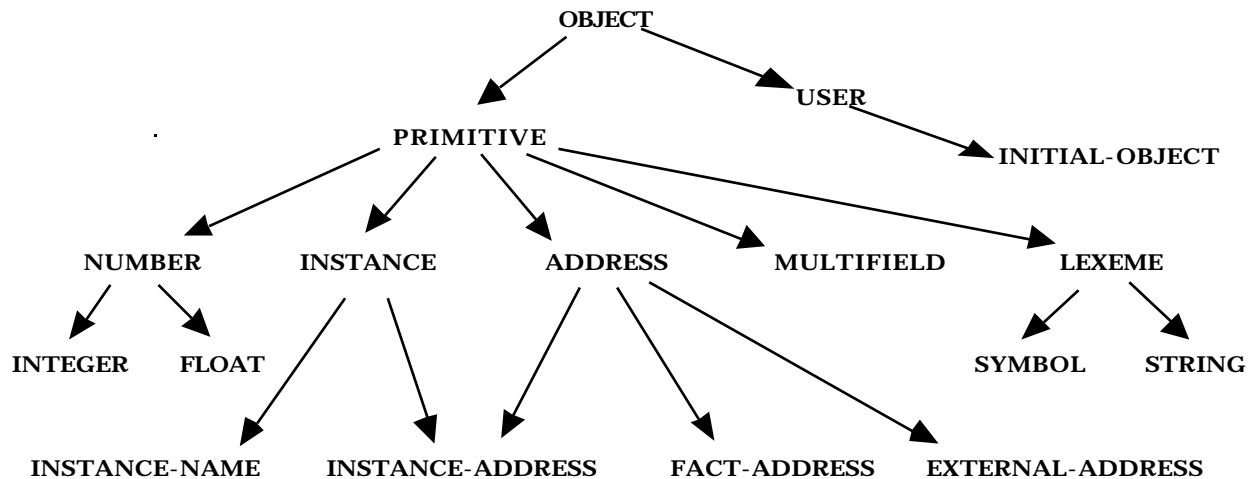 OBJECT
USER
PRIMITIVE
INITIAL-OBJECT
NUMBER INSTANCE ADDRESS MULTIFIELD LEXEME
INTEGER FLOAT SYMBOL STRING
INSTANCE-NAME INSTANCE-ADDRESS FACT-ADDRESS EXTERNAL-ADDRESS